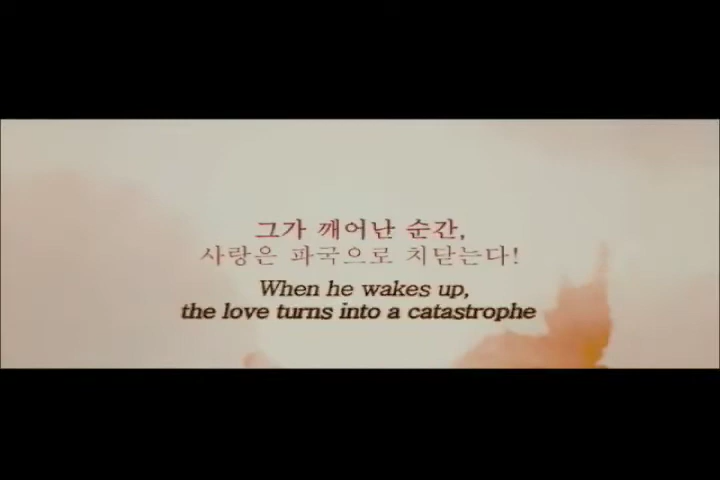 그가 깨어난 순간,
사랑은 파국으로 치닫는다!
When he wakes up,
the love turns into a catastrophe